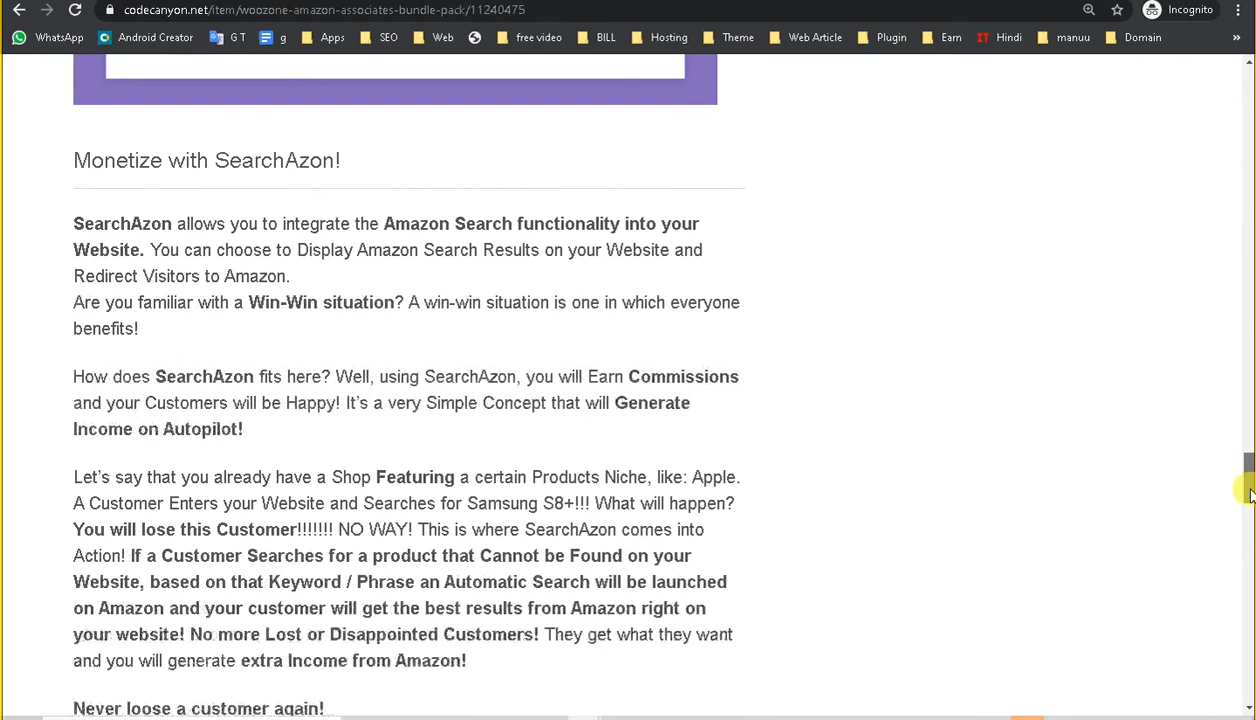 codecanyon.net/item/woozone-amazon-associates-bundle-pack/11240475
Incognito
WhatsApp Android Creator G T g Apps SEO Web free video BILL Hosting Theme Web Article Plugin Earn Hindi manuu Domain »
Monetize with SearchAzon!
SearchAzon allows you to integrate the Amazon Search functionality into your
Website. You can choose to Display Amazon Search Results on your Website and
Redirect Visitors to Amazon.
Are you familiar with a Win-Win situation? A win-win situation is one in which everyone
benefits!
How does SearchAzon fits here? Well, using SearchAzon, you will Earn Commissions
and your Customers will be Happy! It’s a very Simple Concept that will Generate
Income on Autopilot!
Let’s say that you already have a Shop Featuring a certain Products Niche, like: Apple.
A Customer Enters your Website and Searches for Samsung S8+!!! What will happen?
You will lose this Customer!!!!!!! NO WAY! This is where SearchAzon comes into
Action! If a Customer Searches for a product that Cannot be Found on your
Website, based on that Keyword / Phrase an Automatic Search will be launched
on Amazon and your customer will get the best results from Amazon right on
your website! No more Lost or Disappointed Customers! They get what they want
and you will generate extra Income from Amazon!
Never loose a customer again!